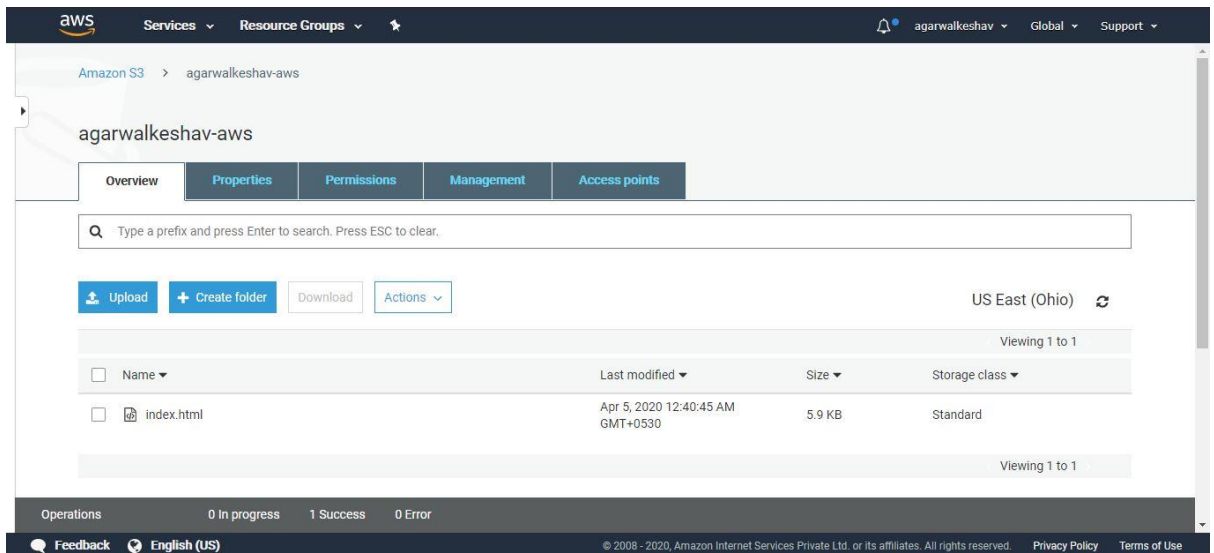 aws Services Resource Groups agarwalkeshav Global Support
Amazon S3 > agarwalkeshav-aws
agarwalkeshav-aws
Overview Properties Permissions Management Access points
Type a prefix and press Enter to search. Press ESC to clear.
Upload + Create folder Download Actions US East (Ohio)
Viewing 1 to 1
Name Last modified Size Storage class
index.html Apr 5, 2020 12:40:45 AM 5.9 KB Standard
GMT+0530
Viewing 1 to 1
Operations 0 In progress 1 Success 0 Error
Feedback English (US) © 2008 - 2020, Amazon Internet Services Private Ltd. or its affiliates. All rights reserved. Privacy Policy Terms of Use